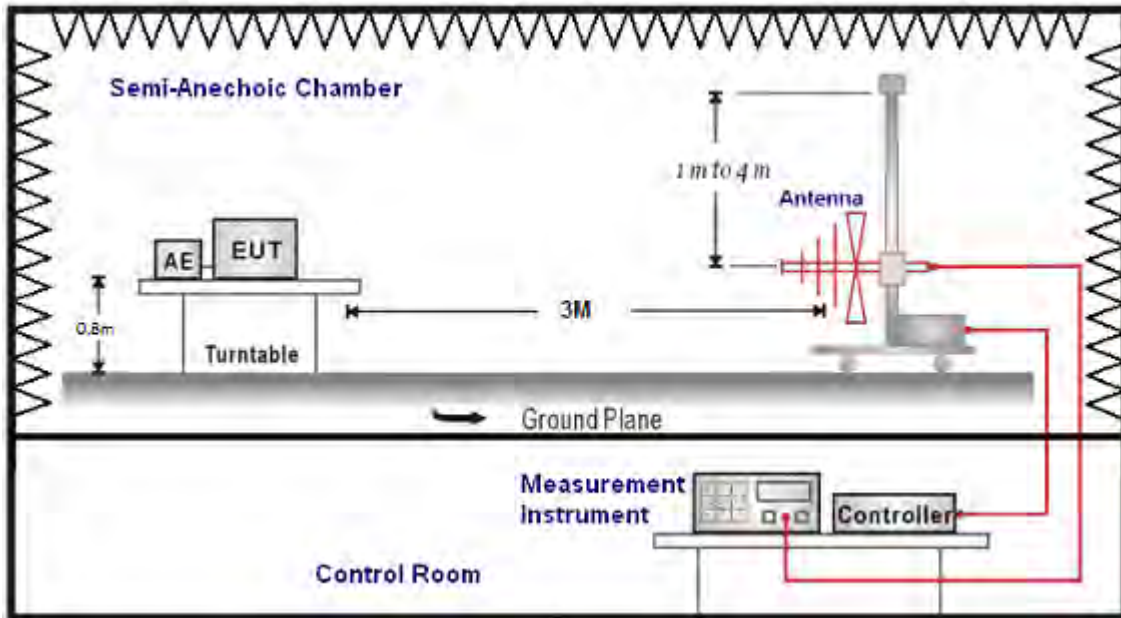 Semi-Anechoic Chamber
1 m to 4 m
Antenna
AE
EUT
3M
0.8m
Turntable
Ground Plane
Measurement
Instrument
Controller
Control Room